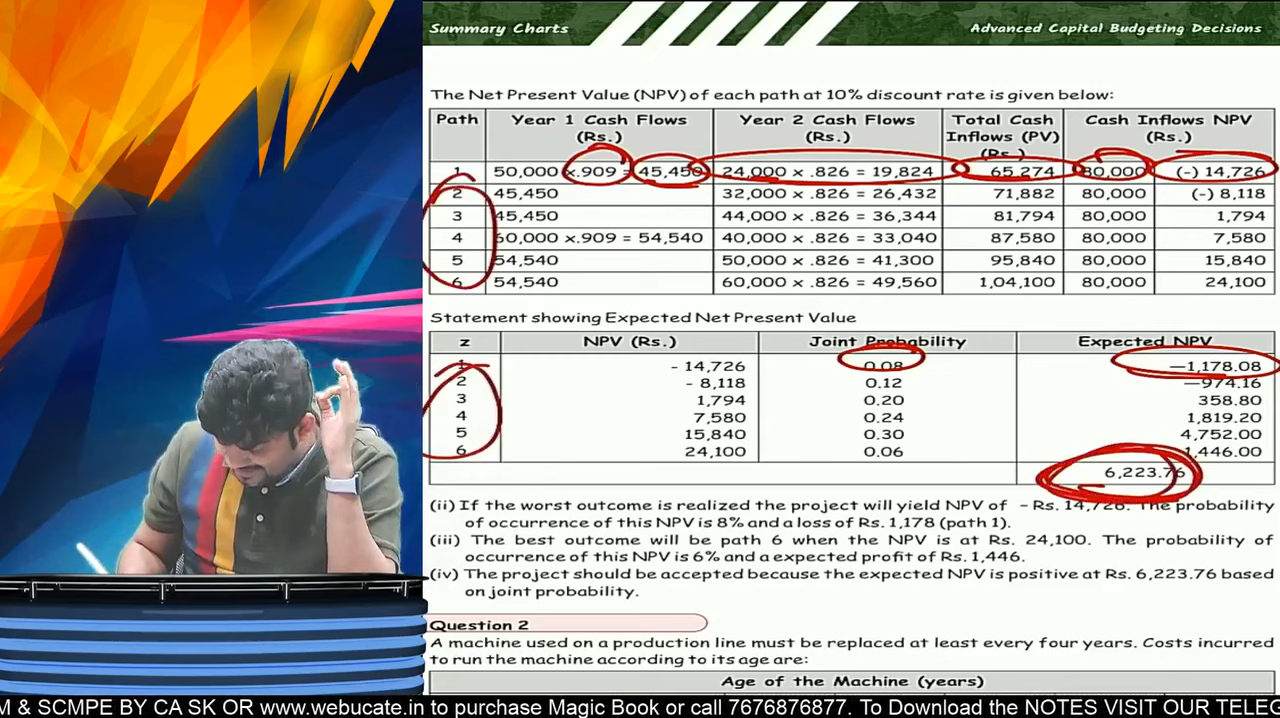 Summary Charts
Advanced Capital Budgeting Decisions
The Net Present Value (NPV) of each path at 10% discount rate is given below:
Path Year 1 Cash Flows (Rs.) Year 2 Cash Flows (Rs.) Total Cash Inflows (PV) (Rs.) Cash Inflows NPV (Rs.)
1 50,000 x.909 = 45,450 24,000 x .826 = 19,824 65,274 80,000 (-) 14,726
2 45,450 32,000 x .826 = 26,432 71,882 80,000 (-) 8,118
3 45,450 44,000 x .826 = 36,344 81,794 80,000 1,794
4 60,000 x.909 = 54,540 40,000 x .826 = 33,040 87,580 80,000 7,580
5 54,540 50,000 x .826 = 41,300 95,840 80,000 15,840
6 54,540 60,000 x .826 = 49,560 1,04,100 80,000 24,100
Statement showing Expected Net Present Value
z NPV (Rs.) Joint Probability Expected NPV
1 - 14,726 0.08 —1,178.08
2 - 8,118 0.12 —974.16
3 1,794 0.20 358.80
4 7,580 0.24 1,819.20
5 15,840 0.30 4,752.00
6 24,100 0.06 1,446.00
6,223.76
(ii) If the worst outcome is realized the project will yield NPV of - Rs. 14,726. The probability
of occurrence of this NPV is 8% and a loss of Rs. 1,178 (path 1).
(iii) The best outcome will be path 6 when the NPV is at Rs. 24,100. The probability of
occurrence of this NPV is 6% and a expected profit of Rs. 1,446.
(iv) The project should be accepted because the expected NPV is positive at Rs. 6,223.76 based
on joint probability.
Question 2
A machine used on a production line must be replaced at least every four years. Costs incurred
to run the machine according to its age are:
Age of the Machine (years)
M & SCMPE BY CA SK OR www.webucate.in to purchase Magic Book or call 7676876877. To Download the NOTES VISIT OUR TELEG